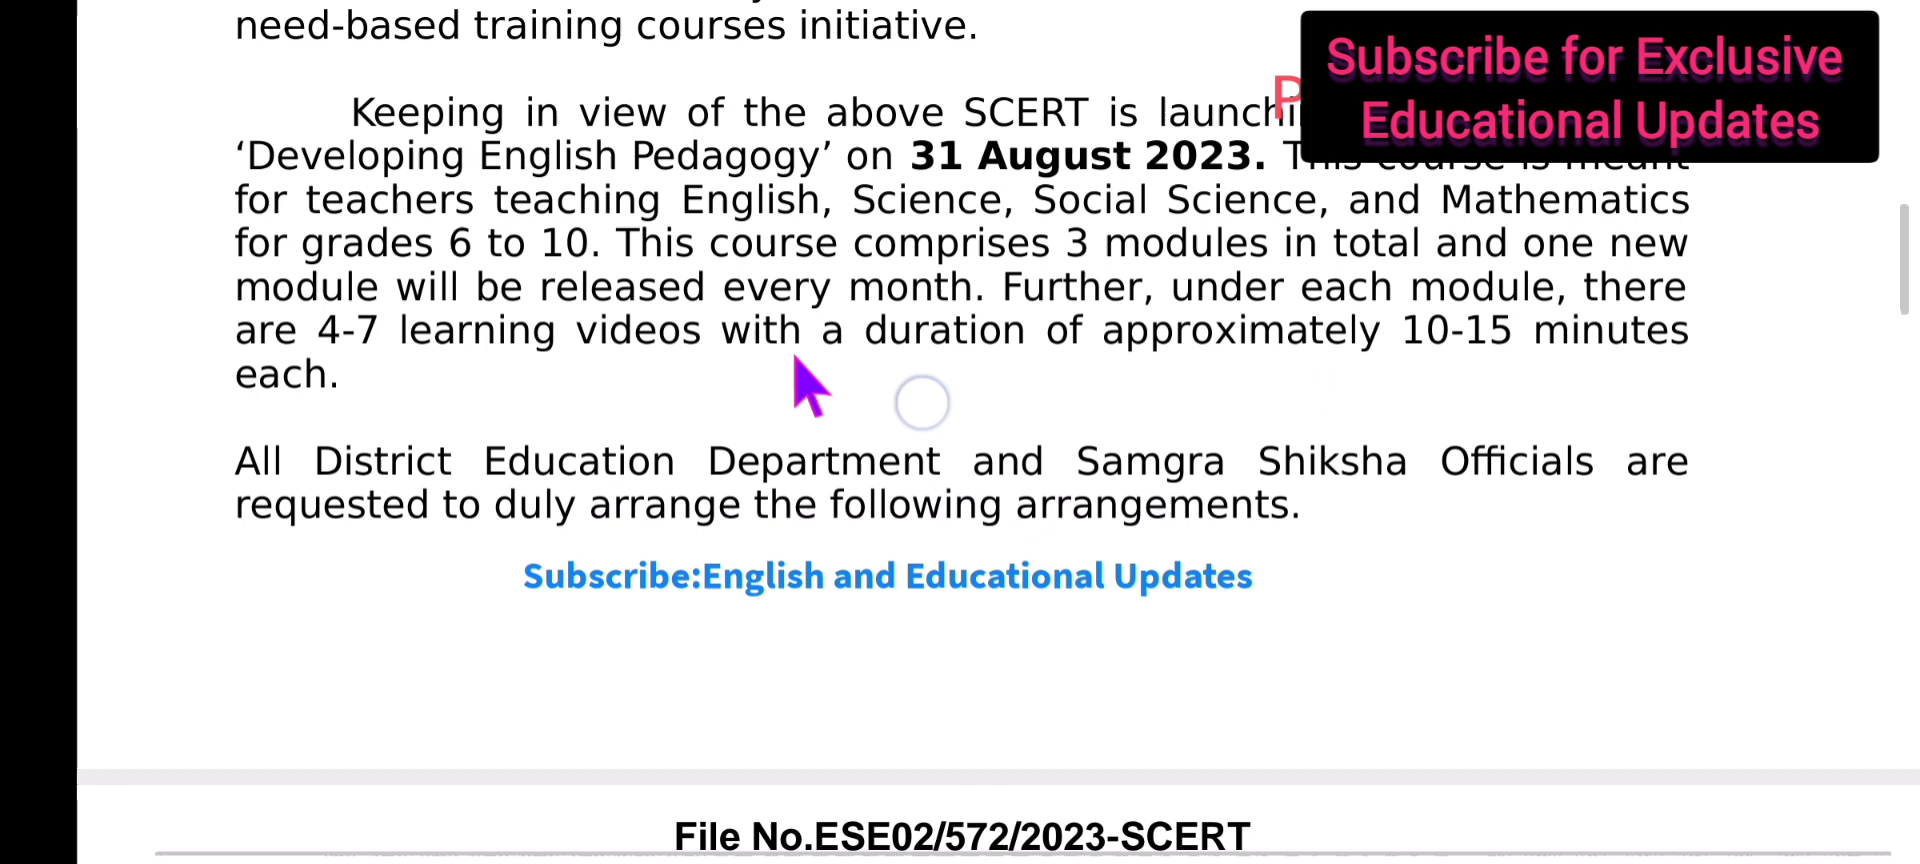 need-based training courses initiative.
Subscribe for Exclusive
Educational Updates
Keeping in view of the above SCERT is
‘Developing English Pedagogy’ on 31 August 2023. This course is meant
for teachers teaching English, Science, Social Science, and Mathematics
for grades 6 to 10. This course comprises 3 modules in total and one new
module will be released every month. Further, under each module, there
are 4-7 learning videos with a duration of approximately 10-15 minutes
each.
All District Education Department and Samgra Shiksha Officials are
requested to duly arrange the following arrangements.
Subscribe:English and Educational Updates
File No.ESE02/572/2023-SCERT